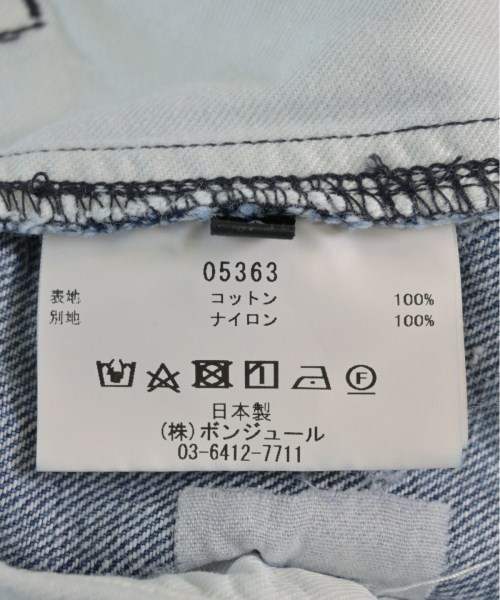 05363
表地 コットン 100%
別地 ナイロン 100%
日本製
(株)ボンジュール
03-6412-7711